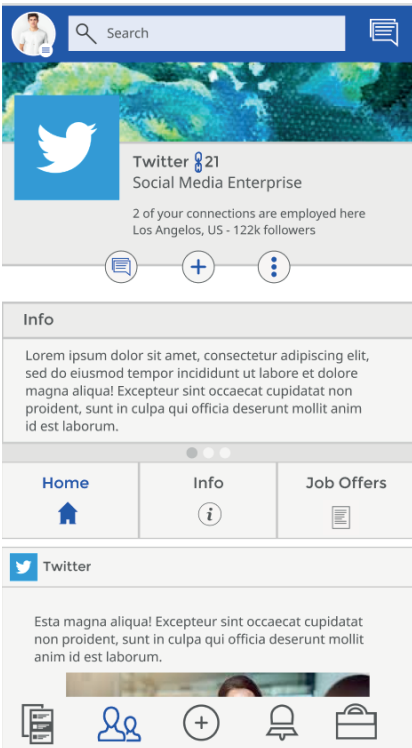 Search
Twitter 21
Social Media Enterprise
2 of your connections are employed here
Los Angelos, US - 122k followers
Info
Lorem ipsum dolor sit amet, consectetur adipiscing elit,
sed do eiusmod tempor incididunt ut labore et dolore
magna aliqua! Excepteur sint occaecat cupidatat non
proident, sunt in culpa qui officia deserunt mollit anim
id est laborum.
Home
Info
Job Offers
Twitter
Esta magna aliqua! Excepteur sint occaecat cupidatat
non proident, sunt in culpa qui officia deserunt mollit
anim id est laborum.